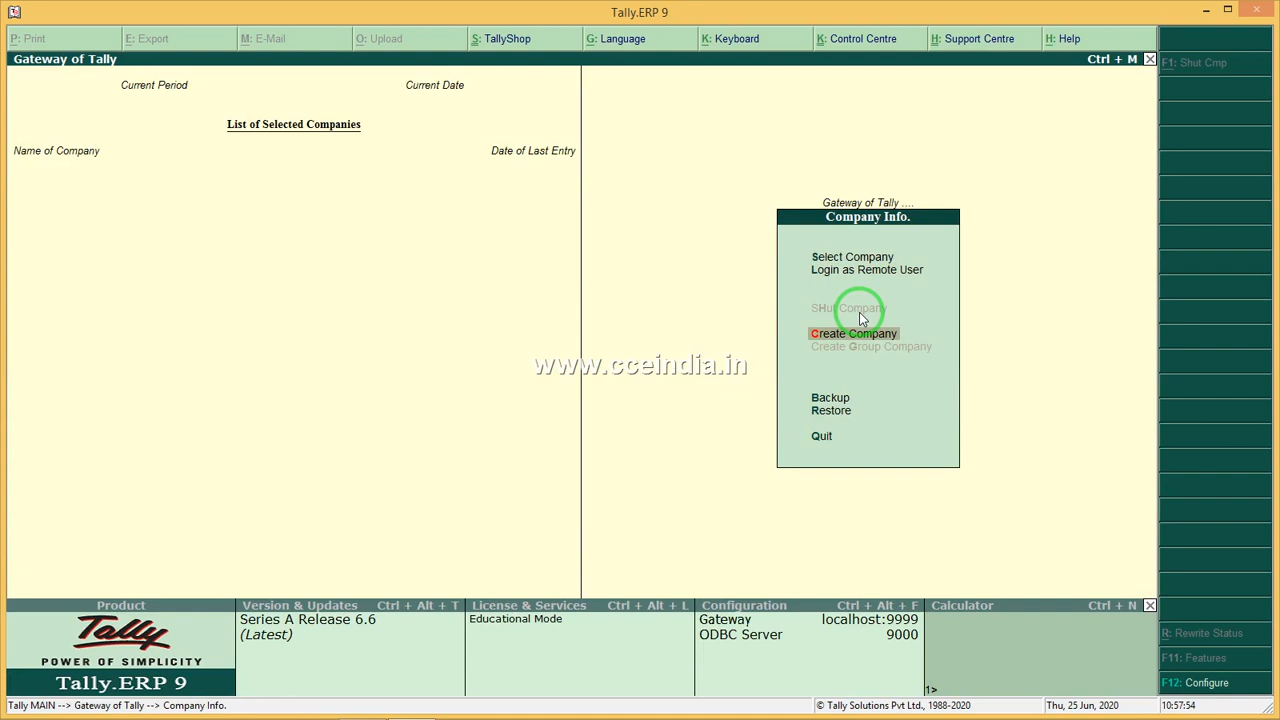 Tally.ERP 9
P: Print E: Export M: E-Mail O: Upload S: TallyShop G: Language K: Keyboard K: Control Centre H: Support Centre H: Help
Gateway of Tally Ctrl + M
F1: Shut Cmp
Current Period Current Date
List of Selected Companies
Name of Company Date of Last Entry
Gateway of Tally ....
Company Info.
Select Company
Login as Remote User
SHut Company
Create Company
Create Group Company
www.cceindia.in
Backup
Restore
Quit
Product
Tally
POWER OF SIMPLICITY
Tally.ERP 9
Version & Updates Ctrl + Alt + T
Series A Release 6.6
(Latest)
License & Services Ctrl + Alt + L
Educational Mode
Configuration Ctrl + Alt + F
Gateway localhost:9999
ODBC Server 9000
Calculator Ctrl + N
1>
R: Rewrite Status
F11: Features
F12: Configure
Tally MAIN --> Gateway of Tally --> Company Info. © Tally Solutions Pvt Ltd., 1988-2020 Thu, 25 Jun, 2020 10:57:54